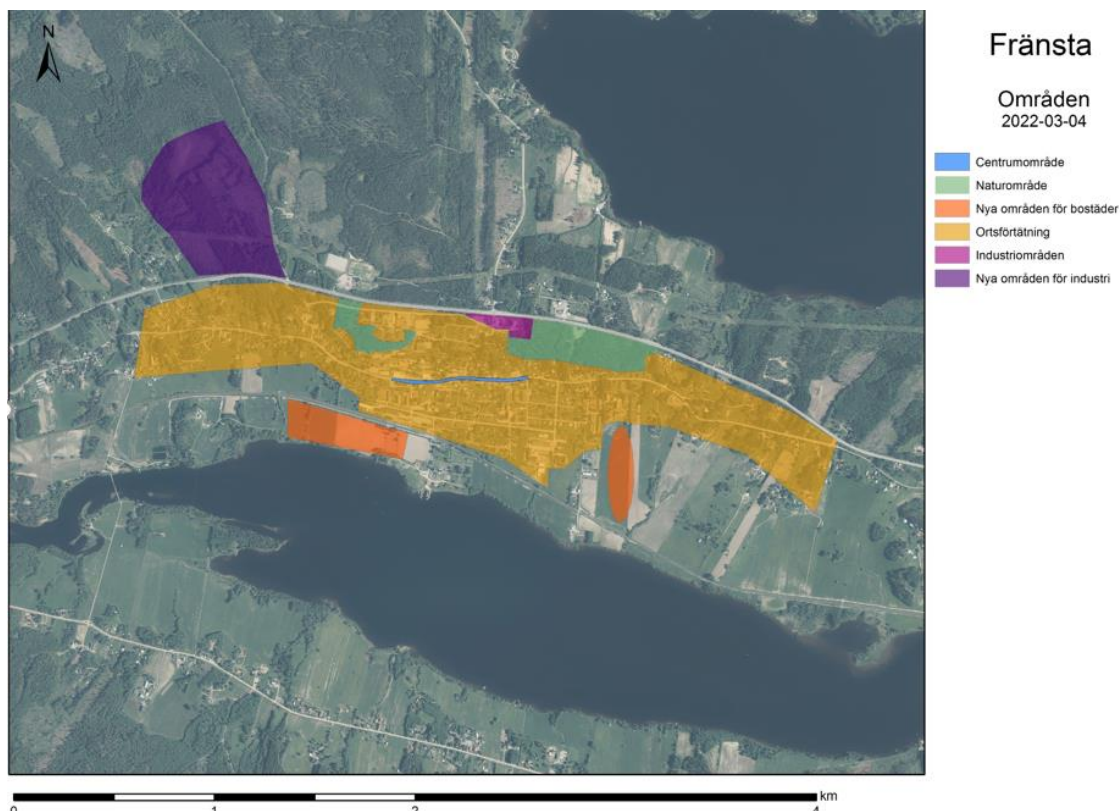 N
Fränsta
Områden
2022-03-04
Centrumområde
Naturområde
Nya områden för bostäder
Ortsförtätning
Industriområden
Nya områden för industri
km
0 1 2 4